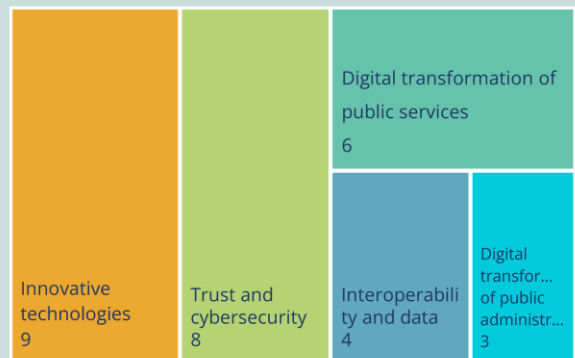 Innovative
technologies
9
Trust and
cybersecurity
8
Digital transformation of
public services
6
Interoperabili
ty and data
4
Digital
transfor...
of public
administr...
3